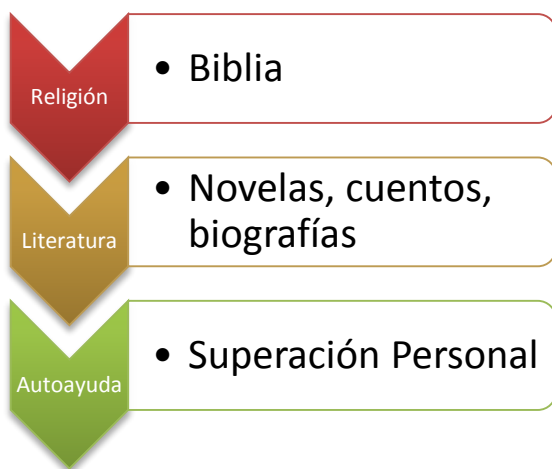 Religión
• Biblia
Literatura
• Novelas, cuentos,
biografías
Autoayuda
• Superación Personal